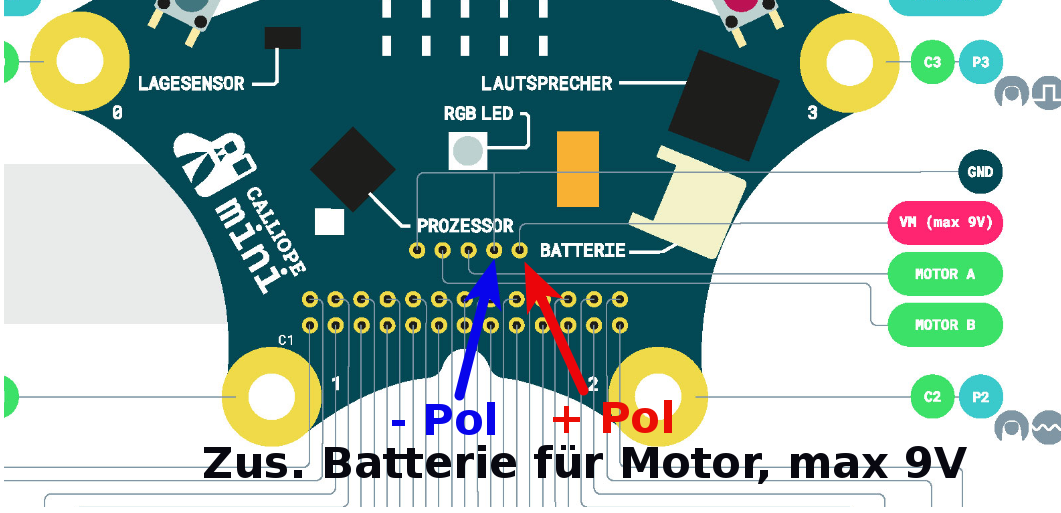 LAGESENSOR
LAUTSPRECHER
C3 P3
0
RGB LED
3
GND
CALLIOPE
mini
PROZESSOR
VM (max 9V)
BATTERIE
MOTOR A
MOTOR B
C1
1
2
C2 P2
- Pol + Pol
Zus. Batterie für Motor, max 9V